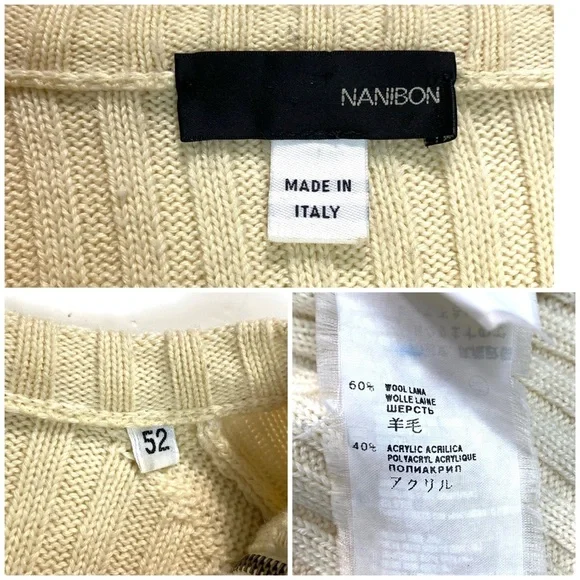 NANIBON
MADE IN
ITALY
52
60% WOOL LANA
WOLLE LAINE
ШЕРСТЬ
羊毛
40% ACRYLIC ACRILICA
POLYACRYL ACRYLIQUE
ПОЛИАКРИЛ
アクリル